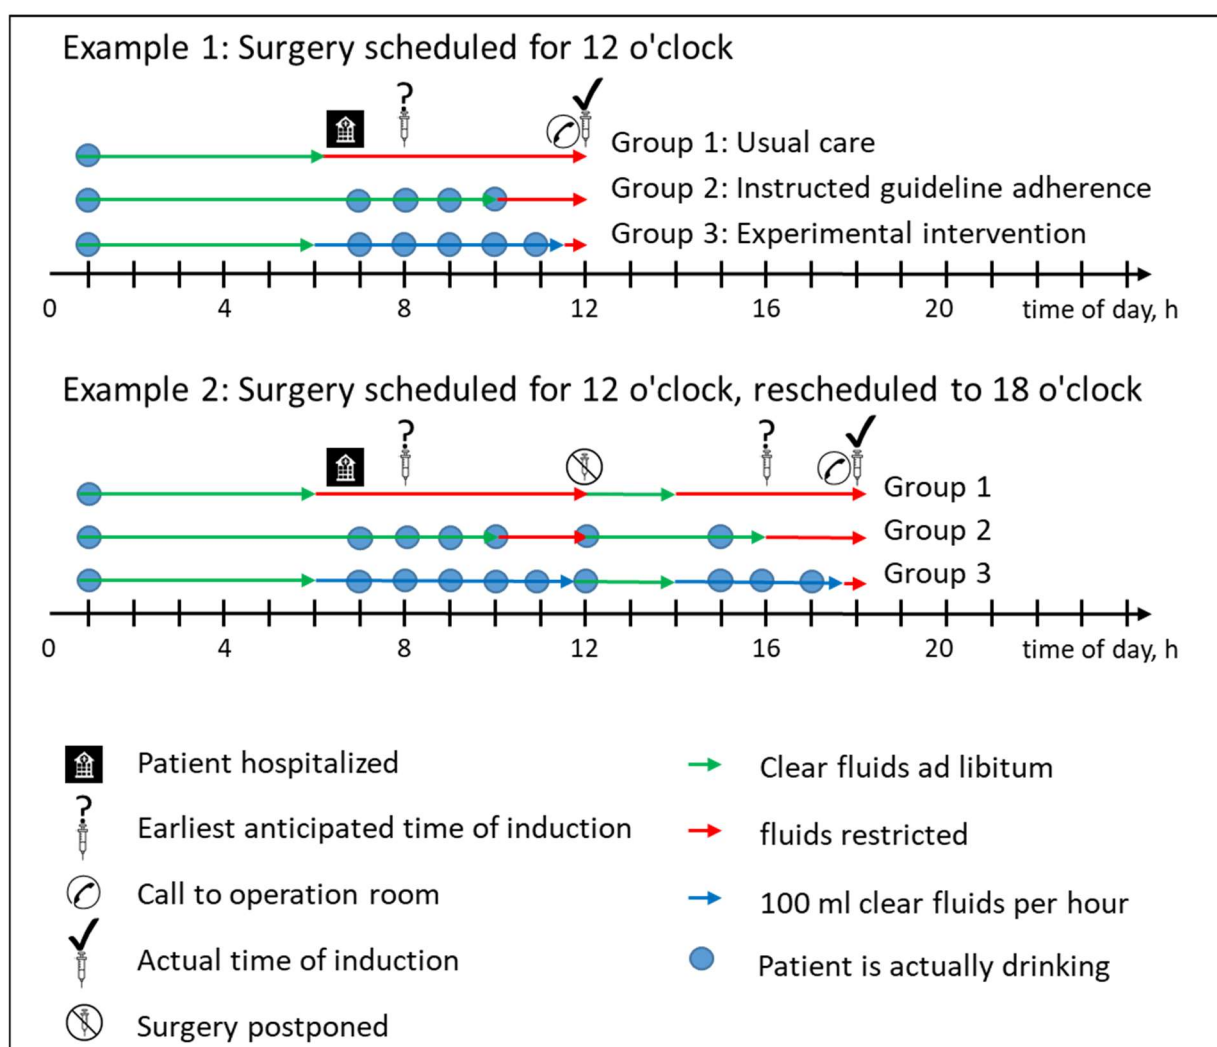 Example 1: Surgery scheduled for 12 o'clock
?
Group 1: Usual care
Group 2: Instructed guideline adherence
Group 3: Experimental intervention
0 4 8 12 16 20 time of day, h
Example 2: Surgery scheduled for 12 o'clock, rescheduled to 18 o'clock
? ?
Group 1
Group 2
Group 3
0 4 8 12 16 20 time of day, h
Patient hospitalized
? Earliest anticipated time of induction
Call to operation room
Actual time of induction
Surgery postponed
Clear fluids ad libitum
fluids restricted
100 ml clear fluids per hour
Patient is actually drinking